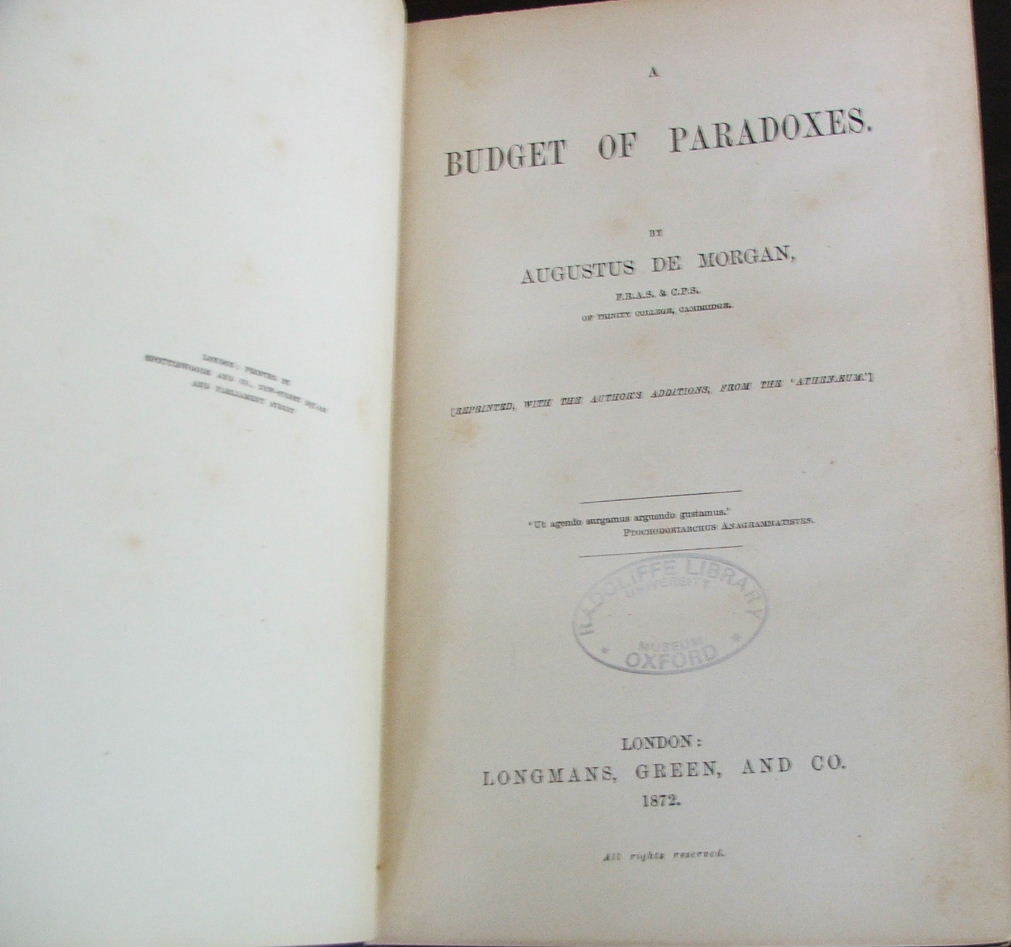 LONDON: PRINTED BY
SPOTTISWOODE AND CO., NEW-STREET SQUARE
AND PARLIAMENT STREET
A
BUDGET OF PARADOXES.
BY
AUGUSTUS DE MORGAN,
F.R.A.S. & C.P.S.
OF TRINITY COLLEGE, CAMBRIDGE.
[REPRINTED, WITH THE AUTHOR'S ADDITIONS, FROM THE 'ATHENÆUM.']
'Ut agendo surgamus arguendo gustamus.'
PTOCHODOKIARCHUS ANAGRAMMATISTES.
RADCLIFFE LIBRARY
UNIVERSITY
MUSEUM
* OXFORD *
LONDON:
LONGMANS, GREEN, AND CO.
1872.
All rights reserved.